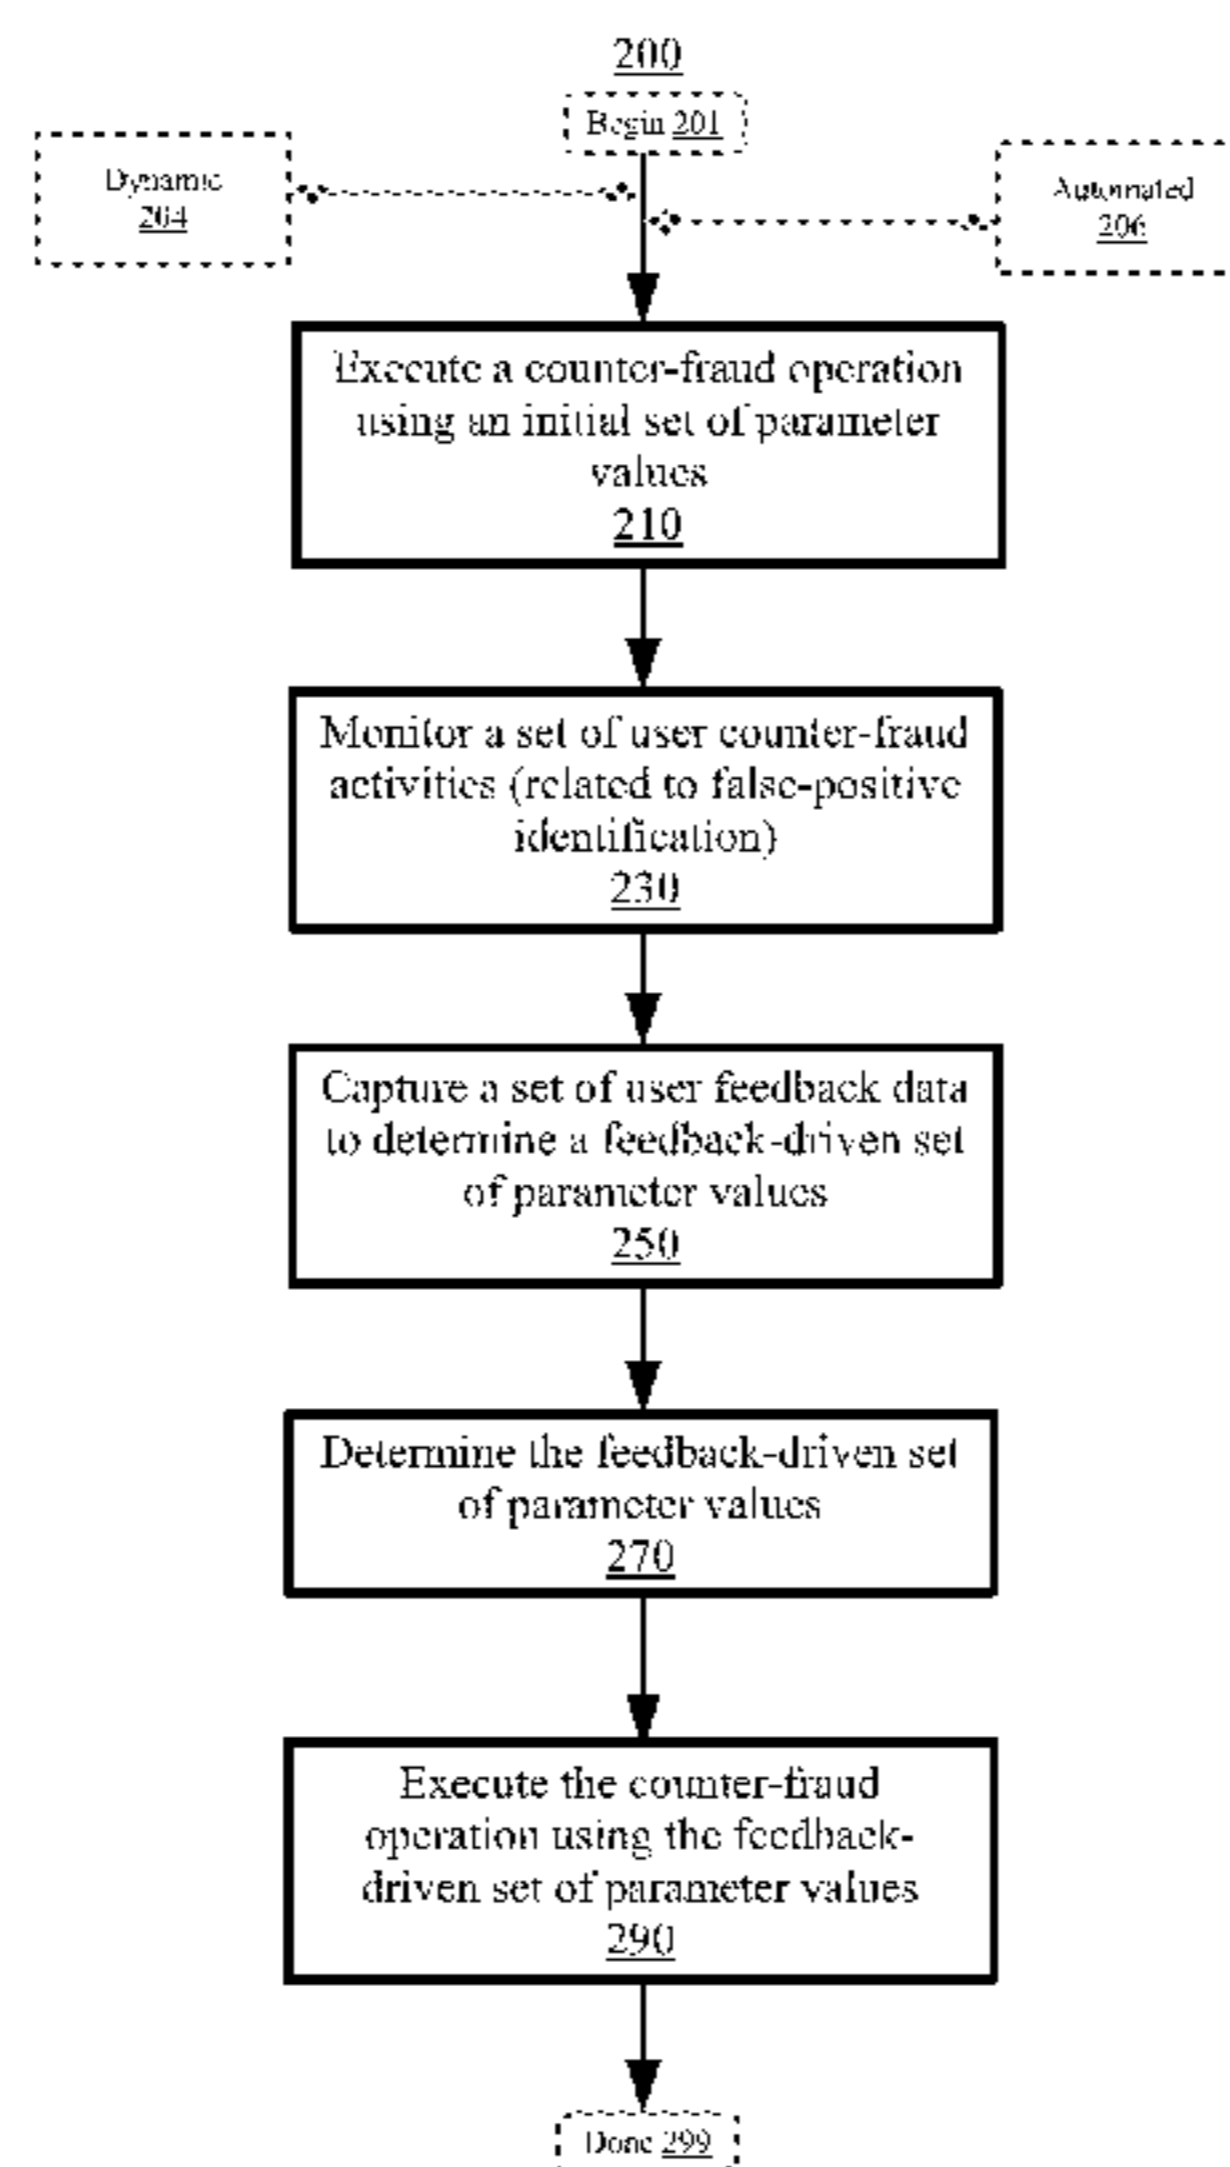 200
Begin 201
Dynamic
204
Automated
206
Execute a counter-fraud operation
using an initial set of parameter
values
210
Monitor a set of user counter-fraud
activities (related to false-positive
identification)
230
Capture a set of user feedback data
to determine a feedback-driven set
of parameter values
250
Determine the feedback-driven set
of parameter values
270
Execute the counter-fraud
operation using the feedback-
driven set of parameter values
290
Done 299